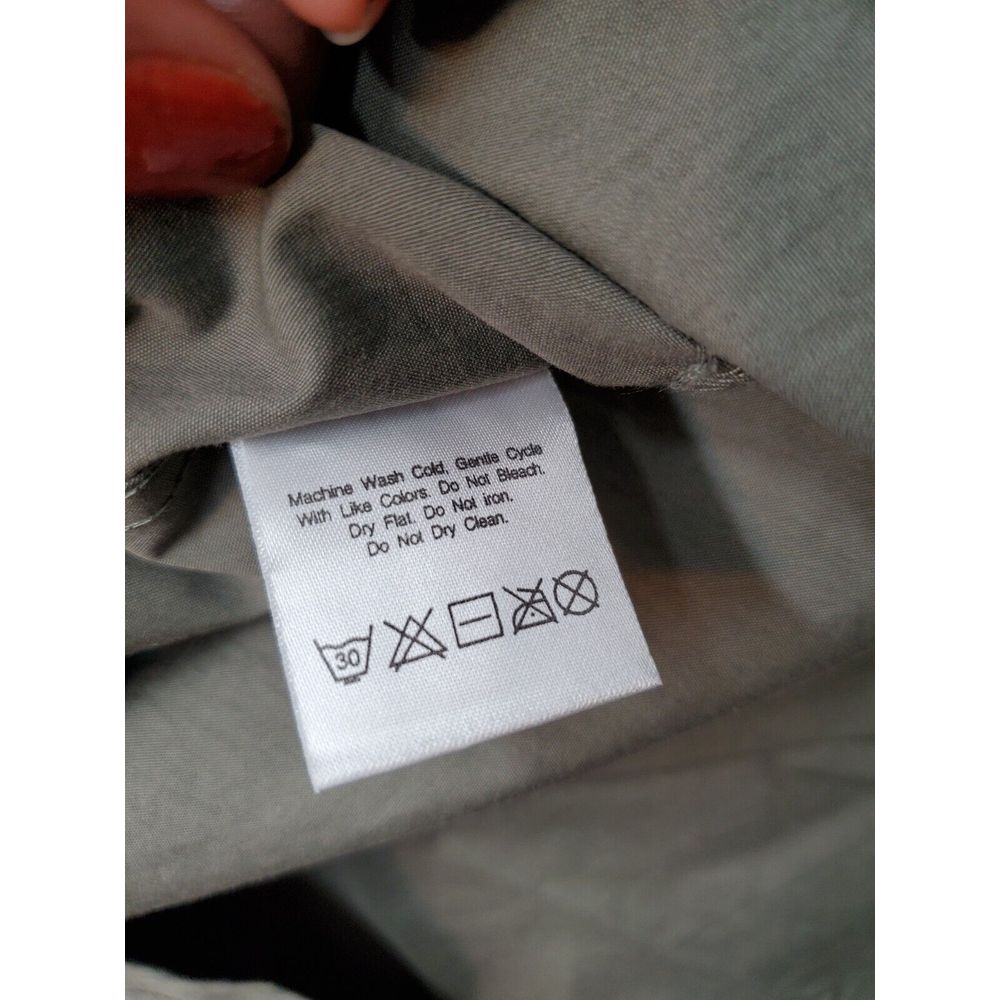 Machine Wash Cold, Gentle Cycle
With Like Colors. Do Not Bleach.
Dry Flat. Do Not iron.
Do Not Dry Clean.
30